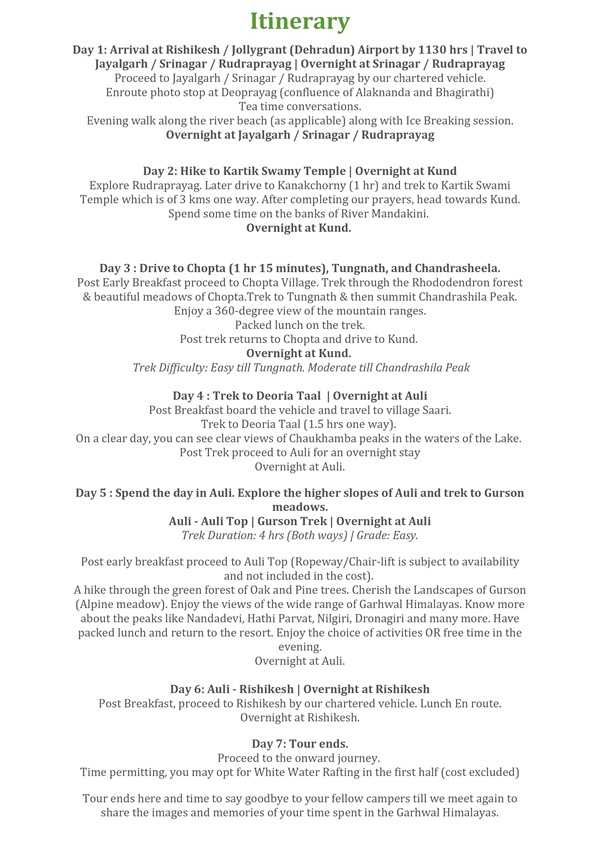 Itinerary
Day 1: Arrival at Rishikesh / Jollygrant (Dehradun) Airport by 1130 hrs | Travel to
Jayalgarh / Srinagar / Rudraprayag | Overnight at Srinagar / Rudraprayag
Proceed to Jayalgarh / Srinagar / Rudraprayag by our chartered vehicle.
Enroute photo stop at Deoprayag (confluence of Alaknanda and Bhagirathi)
Tea time conversations.
Evening walk along the river beach (as applicable) along with Ice Breaking session.
Overnight at Jayalgarh / Srinagar / Rudraprayag
Day 2: Hike to Kartik Swamy Temple | Overnight at Kund
Explore Rudraprayag. Later drive to Kanakchorny (1 hr) and trek to Kartik Swami
Temple which is of 3 kms one way. After completing our prayers, head towards Kund.
Spend some time on the banks of River Mandakini.
Overnight at Kund.
Day 3 : Drive to Chopta (1 hr 15 minutes), Tungnath, and Chandrasheela.
Post Early Breakfast proceed to Chopta Village. Trek through the Rhododendron forest
& beautiful meadows of Chopta.Trek to Tungnath & then summit Chandrashila Peak.
Enjoy a 360-degree view of the mountain ranges.
Packed lunch on the trek.
Post trek returns to Chopta and drive to Kund.
Overnight at Kund.
Trek Difficulty: Easy till Tungnath. Moderate till Chandrashila Peak
Day 4 : Trek to Deoria Taal | Overnight at Auli
Post Breakfast board the vehicle and travel to village Saari.
Trek to Deoria Taal (1.5 hrs one way).
On a clear day, you can see clear views of Chaukhamba peaks in the waters of the Lake.
Post Trek proceed to Auli for an overnight stay
Overnight at Auli.
Day 5 : Spend the day in Auli. Explore the higher slopes of Auli and trek to Gurson
meadows.
Auli - Auli Top | Gurson Trek | Overnight at Auli
Trek Duration: 4 hrs (Both ways) | Grade: Easy.
Post early breakfast proceed to Auli Top (Ropeway/Chair-lift is subject to availability
and not included in the cost).
A hike through the green forest of Oak and Pine trees. Cherish the Landscapes of Gurson
(Alpine meadow). Enjoy the views of the wide range of Garhwal Himalayas. Know more
about the peaks like Nandadevi, Hathi Parvat, Nilgiri, Dronagiri and many more. Have
packed lunch and return to the resort. Enjoy the choice of activities OR free time in the
evening.
Overnight at Auli.
Day 6: Auli - Rishikesh | Overnight at Rishikesh
Post Breakfast, proceed to Rishikesh by our chartered vehicle. Lunch En route.
Overnight at Rishikesh.
Day 7: Tour ends.
Proceed to the onward journey.
Time permitting, you may opt for White Water Rafting in the first half (cost excluded)
Tour ends here and time to say goodbye to your fellow campers till we meet again to
share the images and memories of your time spent in the Garhwal Himalayas.